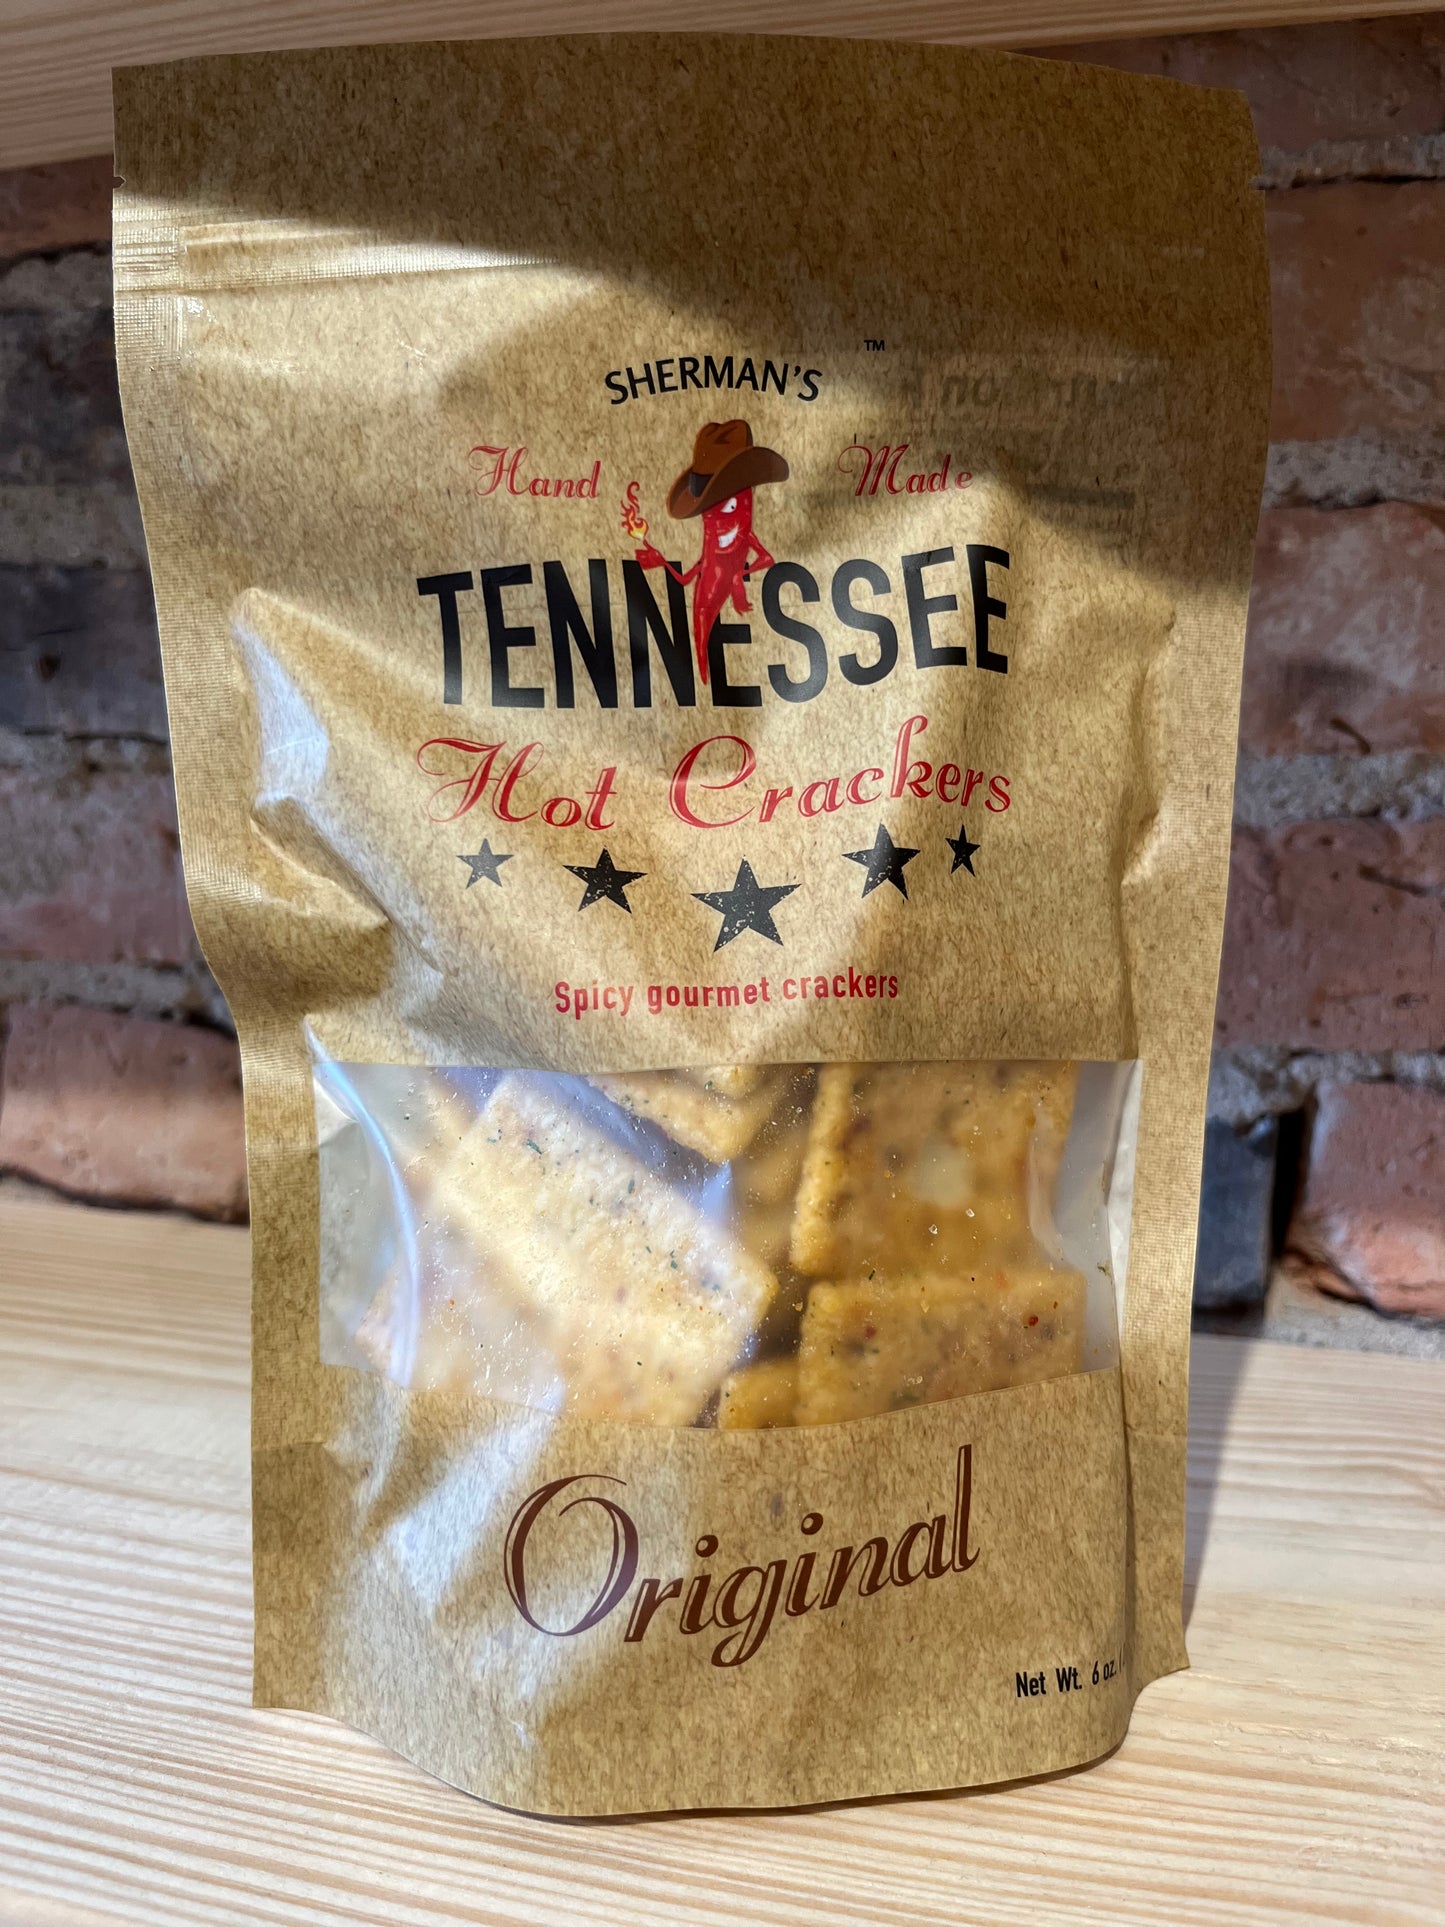 SHERMAN'S ™
Hand Made
TENNESSEE
Hot Crackers
Spicy gourmet crackers
Original
Net Wt. 6 oz.